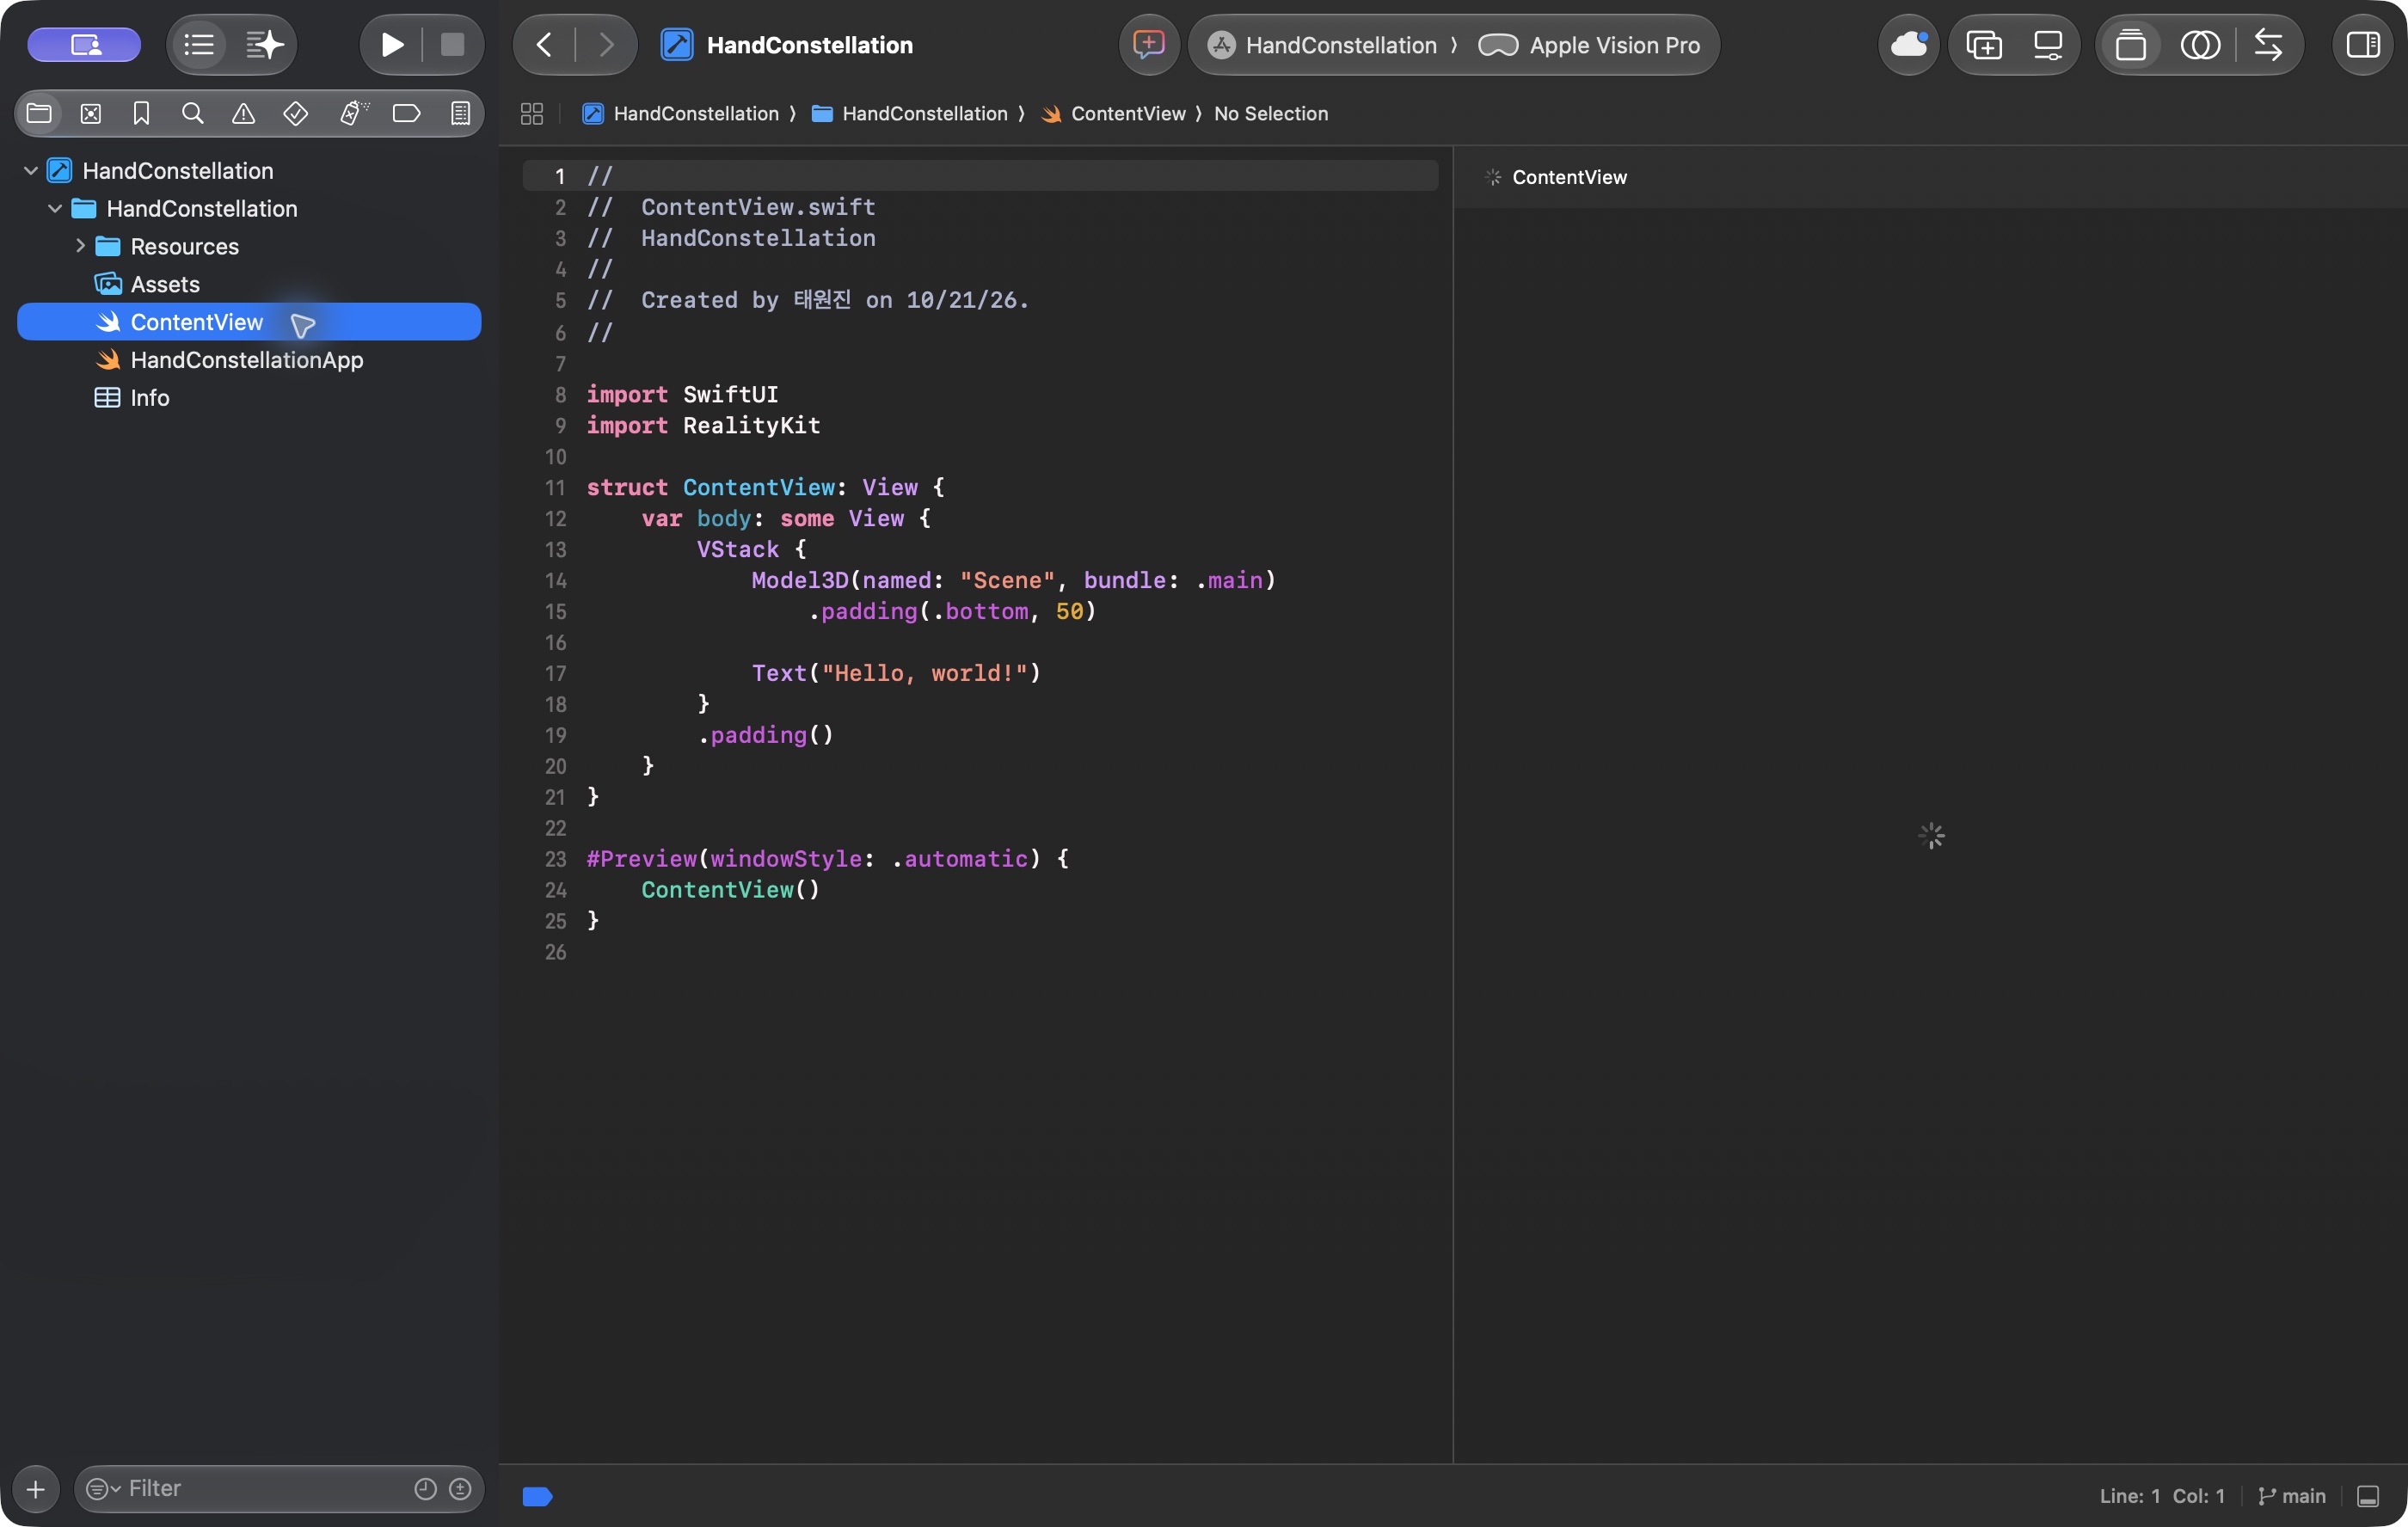 HandConstellation
HandConstellation
Apple Vision Pro
HandConstellation
HandConstellation
ContentView
No Selection
HandConstellation
HandConstellation
Resources
Assets
ContentView
HandConstellationApp
Info
Filter
1 //
2 //  ContentView.swift
3 //  HandConstellation
4 //
5 //  Created by 태원진 on 10/21/26.
6 //
7
8 import SwiftUI
9 import RealityKit
10
11 struct ContentView: View {
12     var body: some View {
13         VStack {
14             Model3D(named: "Scene", bundle: .main)
15                 .padding(.bottom, 50)
16
17             Text("Hello, world!")
18         }
19         .padding()
20     }
21 }
22
23 #Preview(windowStyle: .automatic) {
24     ContentView()
25 }
26
ContentView
Line: 1  Col: 1
main